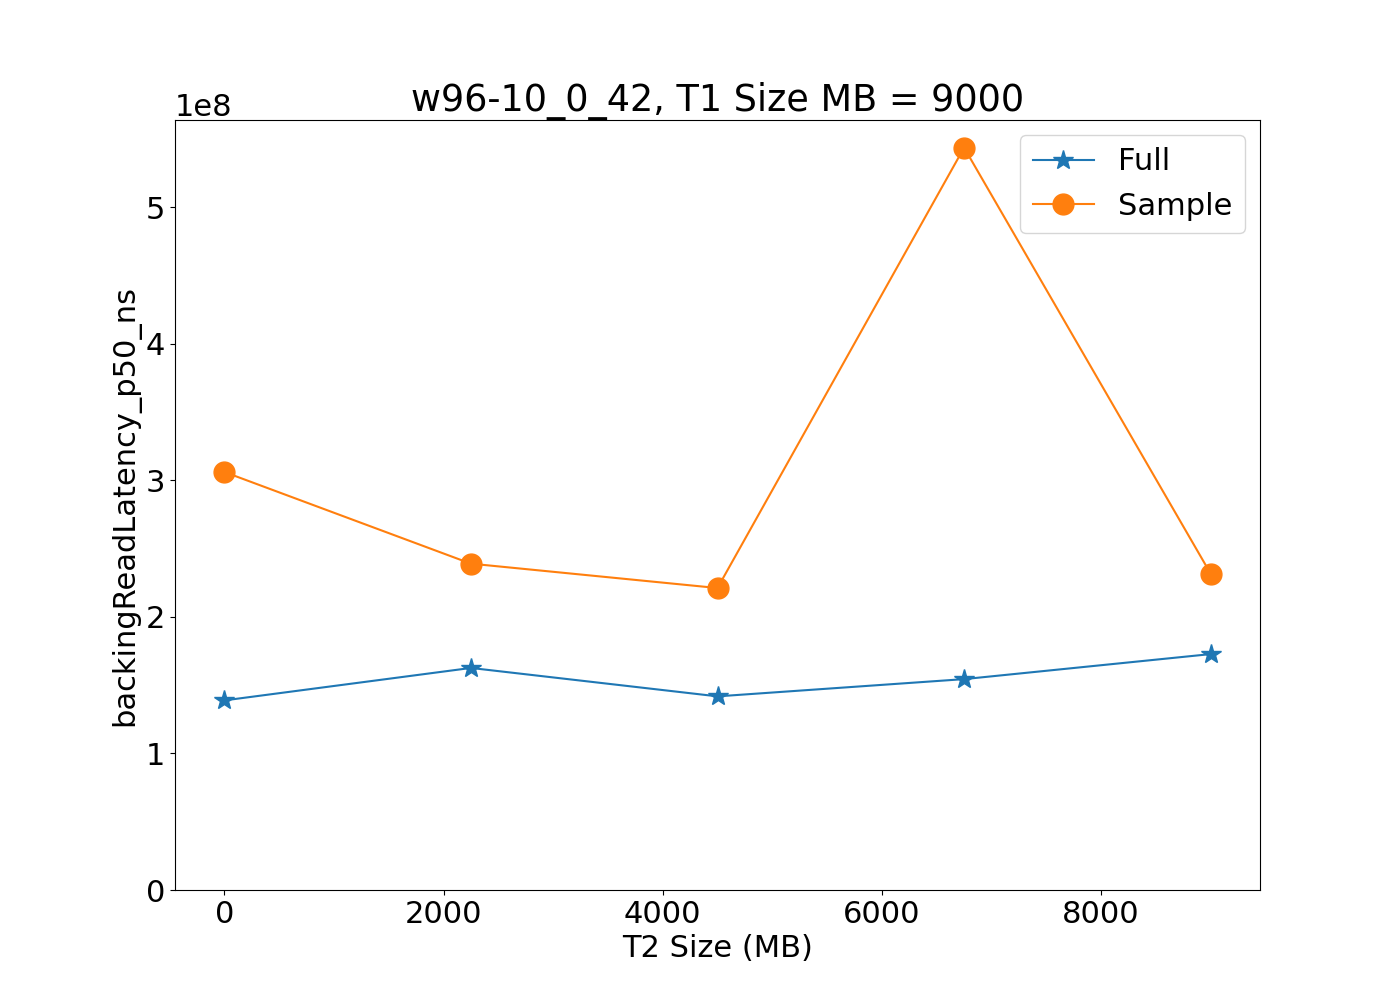 w96-10_0_42, T1 Size MB = 9000
1e8
Full
Sample
backingReadLatency_p50_ns
5
4
3
2
1
0
0 2000 4000 6000 8000
T2 Size (MB)